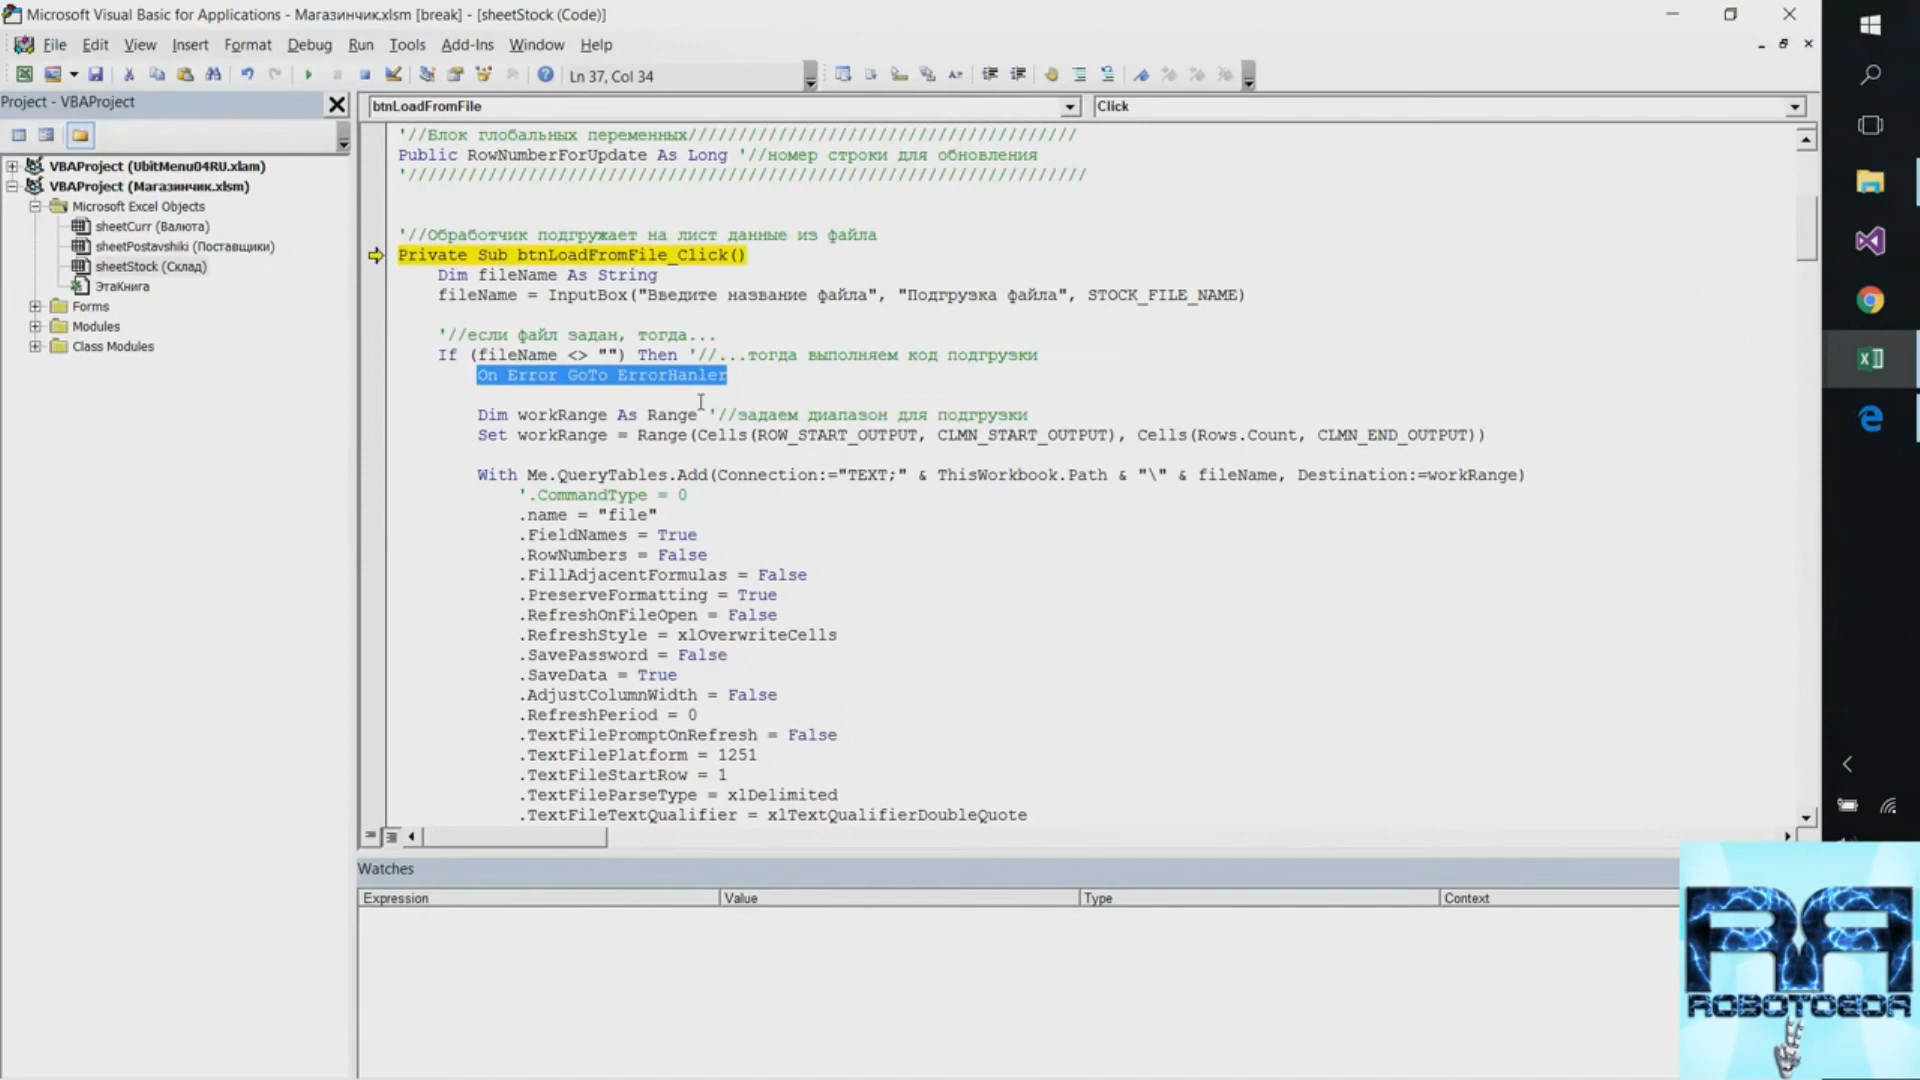 Microsoft Visual Basic for Applications - Магазинчик.xlsm [break] - [sheetStock (Code)]
File Edit View Insert Format Debug Run Tools Add-Ins Window Help
Ln 37, Col 34
Project - VBAProject
VBAProject (UbitMenu04RU.xlam)
VBAProject (Магазинчик.xlsm)
Microsoft Excel Objects
sheetCurr (Валюта)
sheetPostavshiki (Поставщики)
sheetStock (Склад)
ЭтаКнига
Forms
Modules
Class Modules
btnLoadFromFile Click
'//Блок глобальных переменных///////////////////////////////////////
Public RowNumberForUpdate As Long '//номер строки для обновления
'////////////////////////////////////////////////////////////////////
'//Обработчик подгружает на лист данные из файла
Private Sub btnLoadFromFile_Click()
Dim fileName As String
fileName = InputBox("Введите название файла", "Подгрузка файла", STOCK_FILE_NAME)
'//если файл задан, тогда...
If (fileName <> "") Then '//...тогда выполняем код подгрузки
On Error GoTo ErrorHanler
Dim workRange As Range '//задаем диапазон для подгрузки
Set workRange = Range(Cells(ROW_START_OUTPUT, CLMN_START_OUTPUT), Cells(Rows.Count, CLMN_END_OUTPUT))
With Me.QueryTables.Add(Connection:="TEXT;" & ThisWorkbook.Path & "\" & fileName, Destination:=workRange)
'.CommandType = 0
.name = "file"
.FieldNames = True
.RowNumbers = False
.FillAdjacentFormulas = False
.PreserveFormatting = True
.RefreshOnFileOpen = False
.RefreshStyle = xlOverwriteCells
.SavePassword = False
.SaveData = True
.AdjustColumnWidth = False
.RefreshPeriod = 0
.TextFilePromptOnRefresh = False
.TextFilePlatform = 1251
.TextFileStartRow = 1
.TextFileParseType = xlDelimited
.TextFileTextQualifier = xlTextQualifierDoubleQuote
Watches
Expression Value Type Context